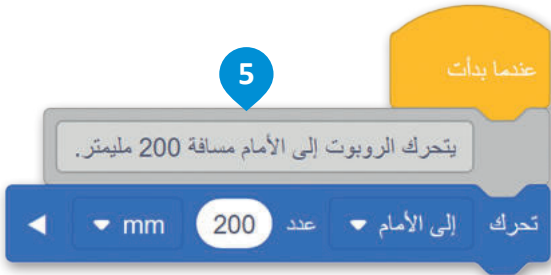 عندما بدأت
5
يتحرك الروبوت إلى الأمام مسافة 200 مليمتر.
تحرك إلى الأمام عدد 200 mm